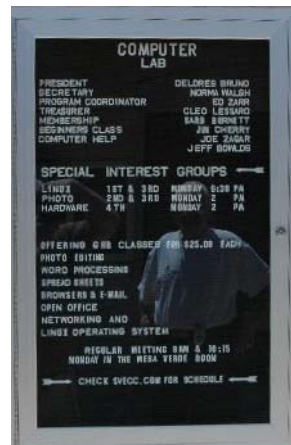 COMPUTER
LAB
PRESIDENT DELORES BRUNO
SECRETARY NORMA WALSH
PROGRAM COORDINATOR ED ZARR
TREASURER CLEO LESSARD
MEMBERSHIP BARB BURNETT
BEGINNERS CLASS JIM CHERRY
COMPUTER HELP JOE ZAGAR
JEFF BOWLDS
SPECIAL INTEREST GROUPS
LINUX 1ST & 3RD MONDAY 6:30 PM
PHOTO 2ND & 3RD MONDAY 2 PM
HARDWARE 4TH MONDAY 2 PM
OFFERING CLASSES FOR $25.00 EACH
PHOTO EDITING
WORD PROCESSING
SPREAD SHEETS
BROWSERS & E-MAIL
OPEN OFFICE
NETWORKING AND
LINUX OPERATING SYSTEM
REGULAR MEETING 9AM & 10:15
MONDAY IN THE MESA VERDE ROOM
CHECK SVECC.COM FOR SCHEDULE